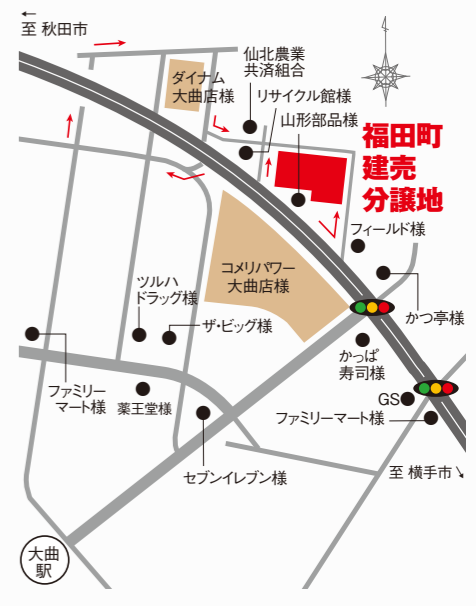 ←
至 秋田市
仙北農業
共済組合
ダイナム
大曲店様
リサイクル館様
山形部品様
福田町
建売
分譲地
フィールド様
コメリパワー
大曲店様
ツルハ
ドラッグ様
ザ・ビッグ様
かつ亭様
かっぱ
寿司様
ファミリー
マート様
薬王堂様
GS
ファミリーマート様
セブンイレブン様
至 横手市↘
大曲
駅